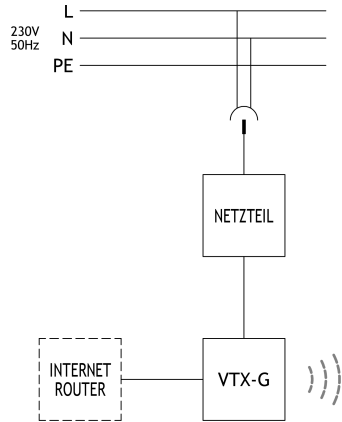 L
230V
50Hz
N
PE
NETZTEIL
INTERNET
ROUTER
VTX-G